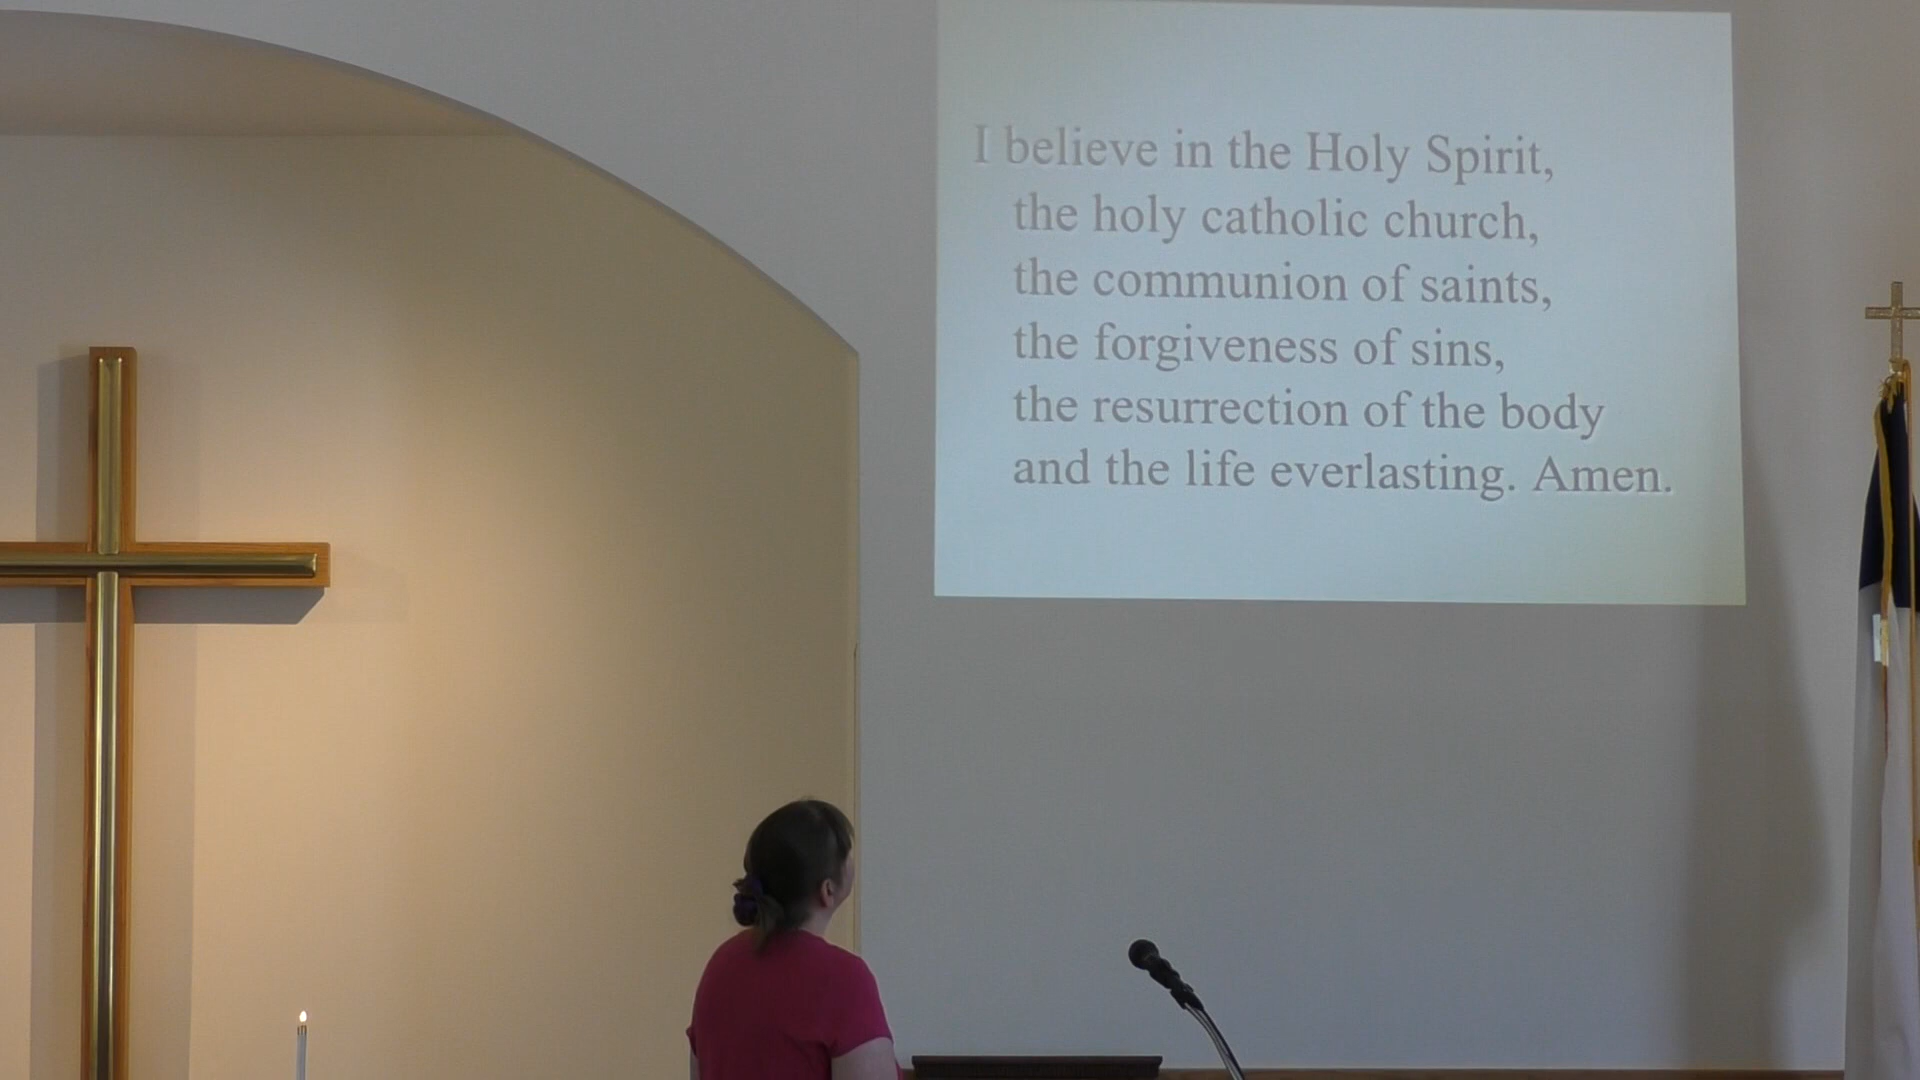 I believe in the Holy Spirit,
the holy catholic church,
the communion of saints,
the forgiveness of sins,
the resurrection of the body
and the life everlasting. Amen.